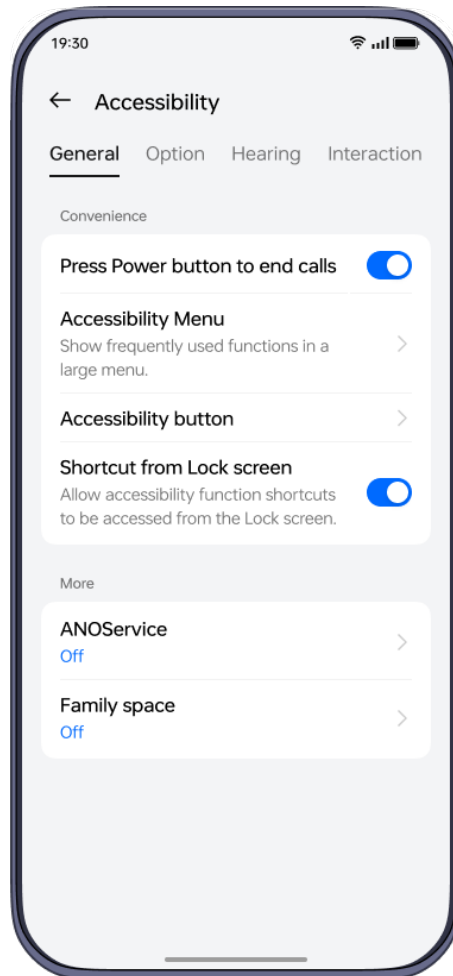 19:30
Accessibility
General Option Hearing Interaction
Convenience
Press Power button to end calls
Accessibility Menu
Show frequently used functions in a
large menu.
Accessibility button
Shortcut from Lock screen
Allow accessibility function shortcuts
to be accessed from the Lock screen.
More
ANOService
Off
Family space
Off